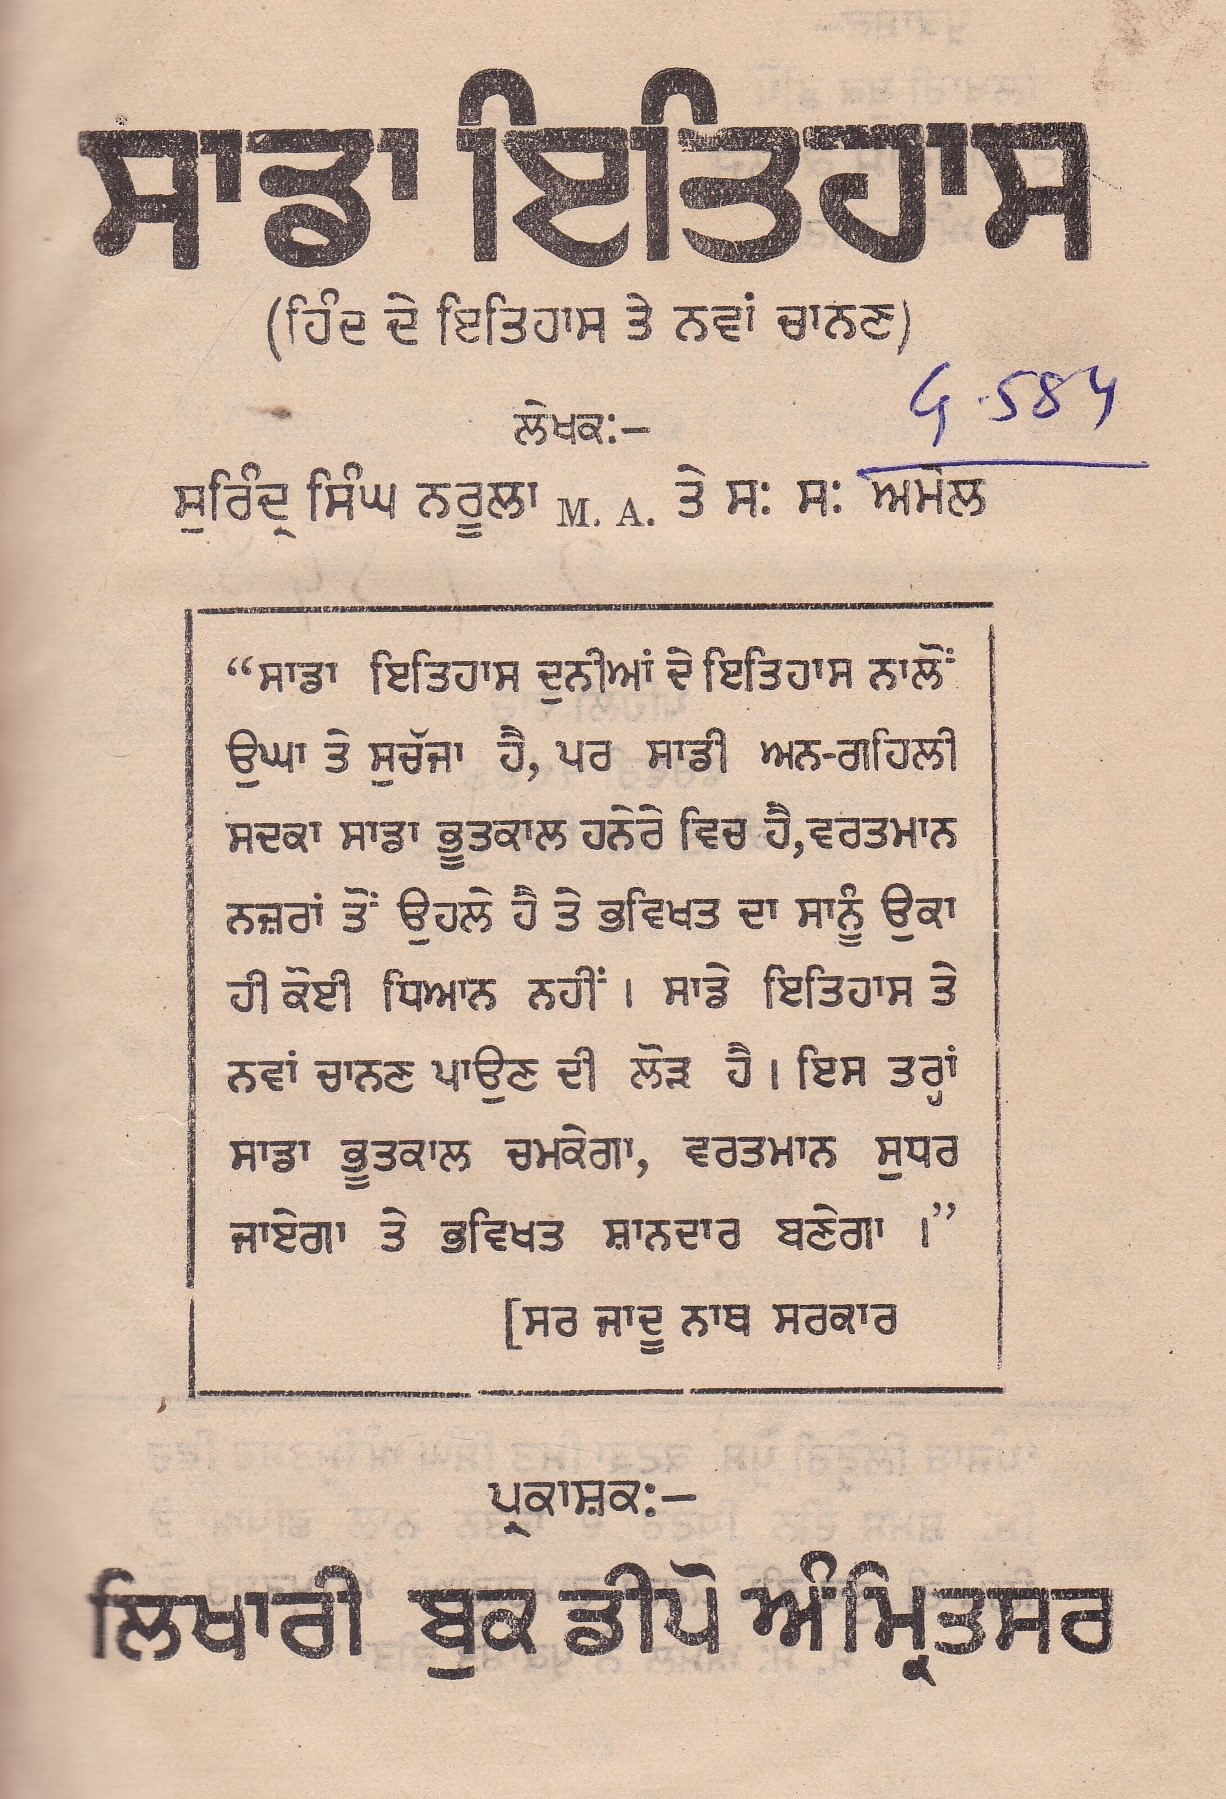 ਸਾਡਾ ਇਤਿਹਾਸ
(ਹਿੰਦ ਦੇ ਇਤਿਹਾਸ ਤੇ ਨਵਾਂ ਚਾਨਣ)
G.584
ਲੇਖਕ:–
ਸੁਰਿੰਦ੍ਰ ਸਿੰਘ ਨਰੂਲਾ M. A. ਤੇ ਸ: ਸ: ਅਮੋਲ
“ਸਾਡਾ ਇਤਿਹਾਸ ਦੁਨੀਆਂ ਦੇ ਇਤਿਹਾਸ ਨਾਲੋਂ
ਉਘਾ ਤੇ ਸੁਚੱਜਾ ਹੈ, ਪਰ ਸਾਡੀ ਅਨ-ਗਹਿਲੀ
ਸਦਕਾ ਸਾਡਾ ਭੂਤਕਾਲ ਹਨੇਰੇ ਵਿਚ ਹੈ,ਵਰਤਮਾਨ
ਨਜ਼ਰਾਂ ਤੋਂ ਉਹਲੇ ਹੈ ਤੇ ਭਵਿਖਤ ਦਾ ਸਾਨੂੰ ਉਕਾ
ਹੀ ਕੋਈ ਧਿਆਨ ਨਹੀਂ। ਸਾਡੇ ਇਤਿਹਾਸ ਤੇ
ਨਵਾਂ ਚਾਨਣ ਪਾਉਣ ਦੀ ਲੋੜ ਹੈ। ਇਸ ਤਰ੍ਹਾਂ
ਸਾਡਾ ਭੂਤਕਾਲ ਚਮਕੇਗਾ, ਵਰਤਮਾਨ ਸੁਧਰ
ਜਾਏਗਾ ਤੇ ਭਵਿਖਤ ਸ਼ਾਨਦਾਰ ਬਣੇਗਾ।”
[ਸਰ ਜਾਦੂ ਨਾਥ ਸਰਕਾਰ
ਪ੍ਰਕਾਸ਼ਕ:–
ਲਿਖਾਰੀ ਬੁਕ ਡੀਪੋ ਅੰਮ੍ਰਿਤਸਰ